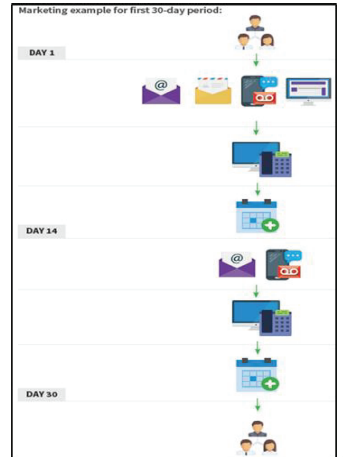 Marketing example for first 30-day period:
DAY 1
@
DAY 14
@
DAY 30